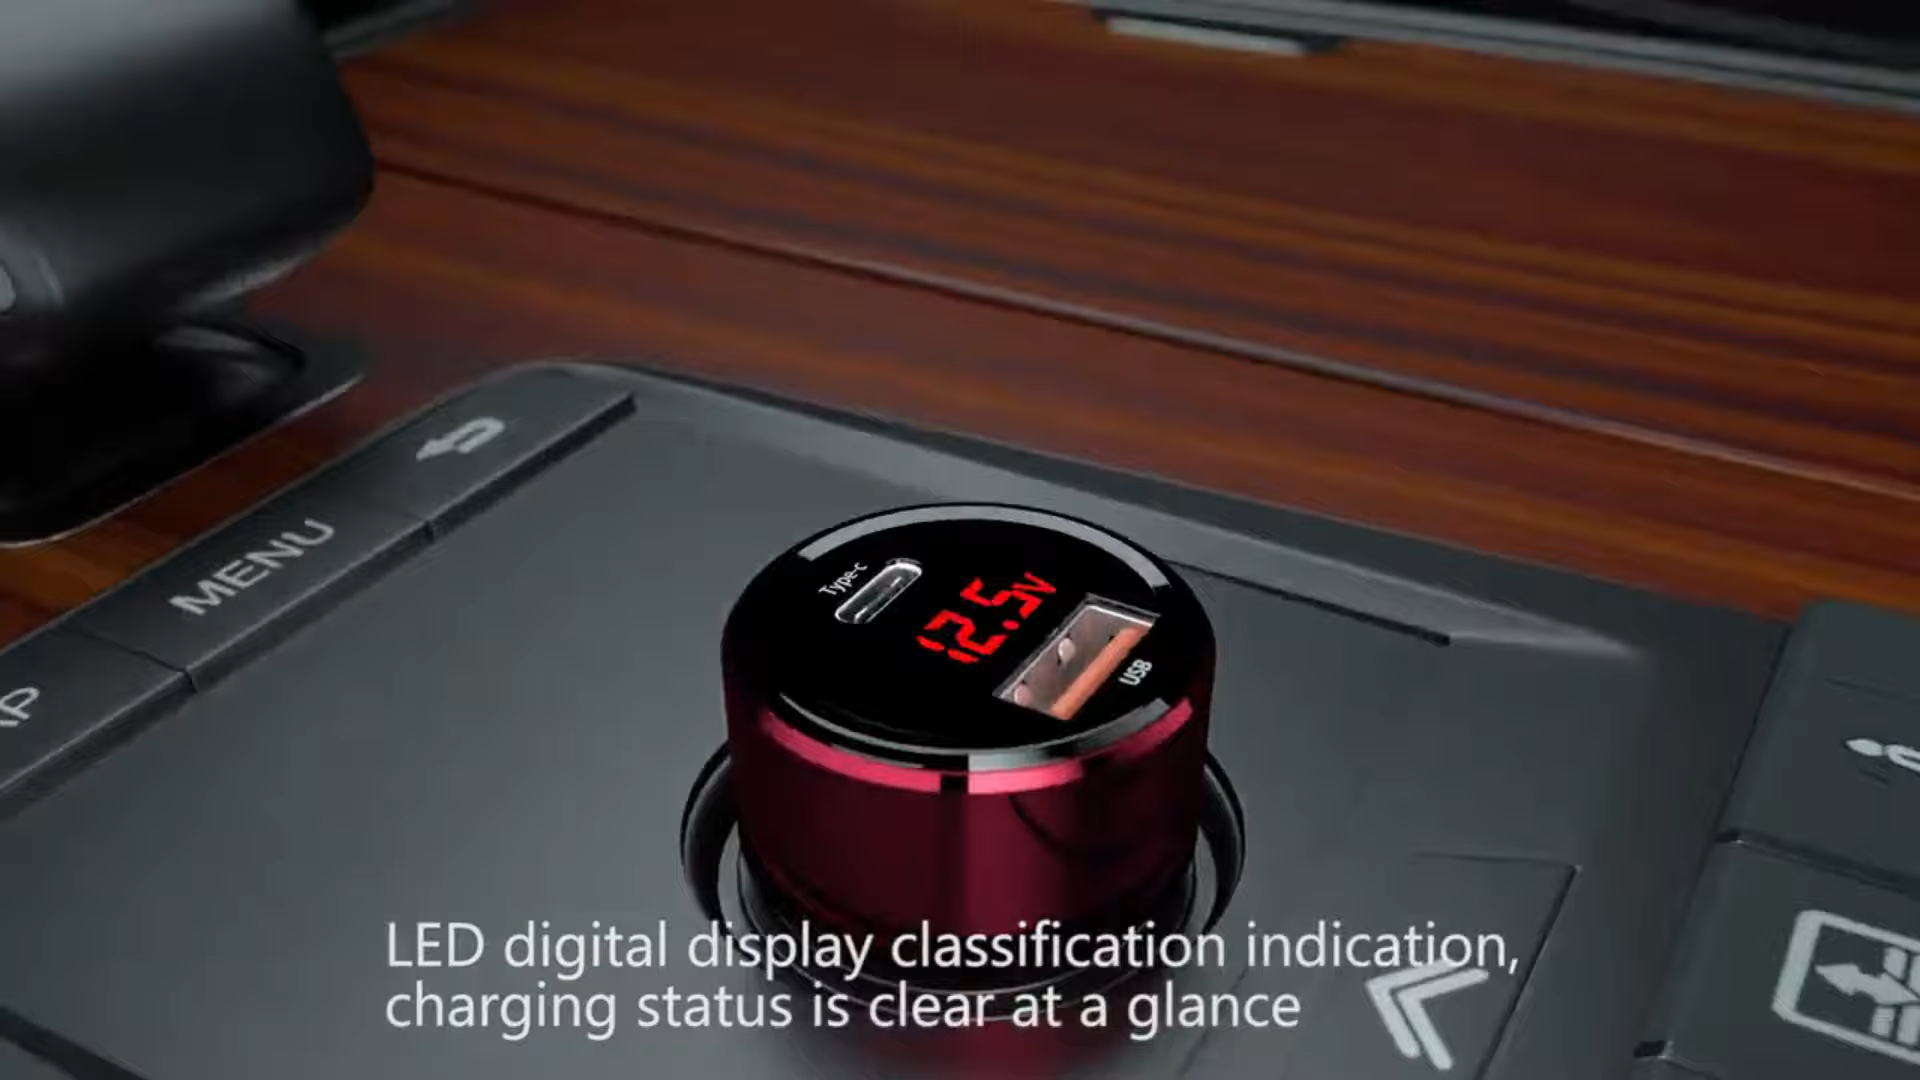 MENU
Type-c
12.5V
USB
LED digital display classification indication,
charging status is clear at a glance